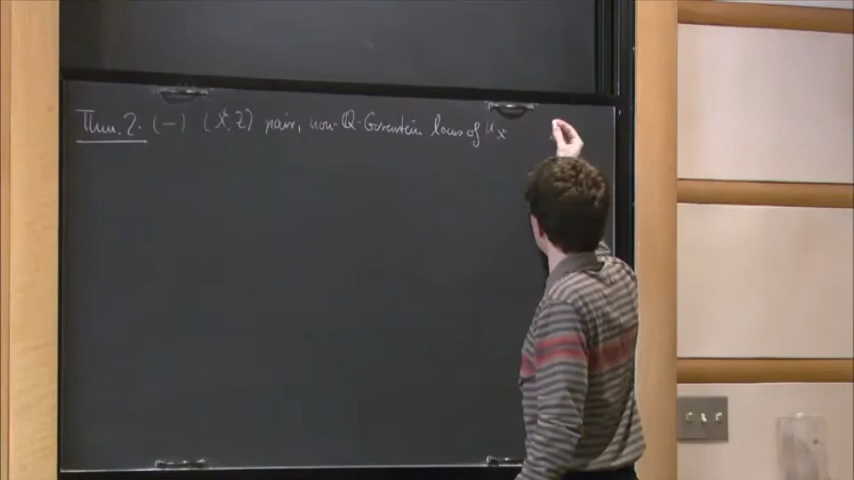 Thm. 2. (–) (X, Z) pair, non-Q-Gorenstein locus of X